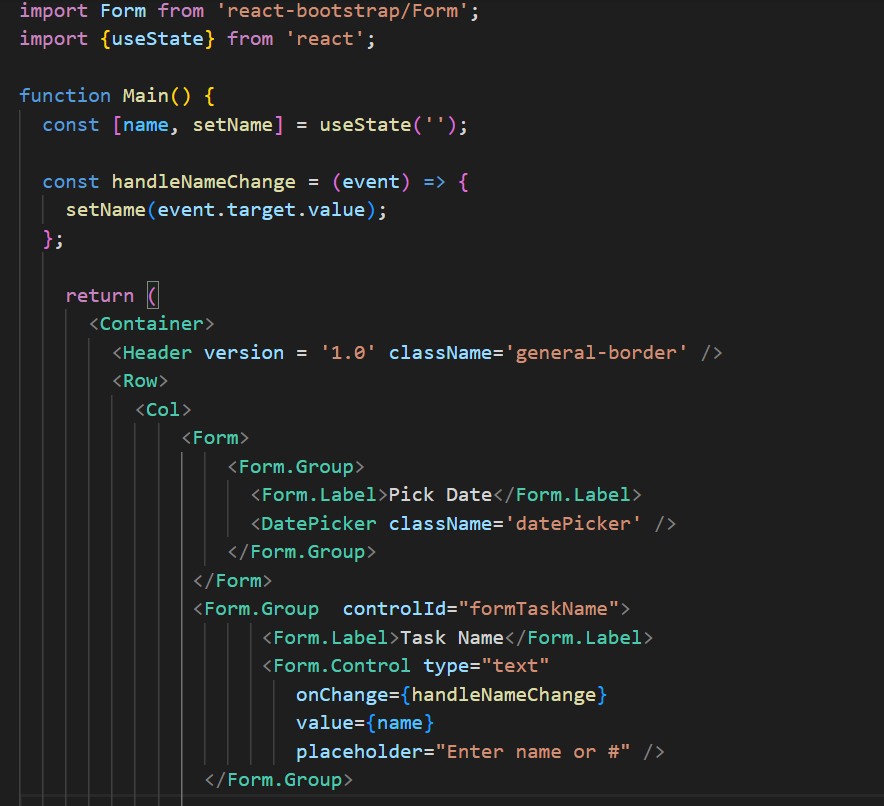 import Form from 'react-bootstrap/Form';
import {useState} from 'react';
function Main() {
const [name, setName] = useState('');
const handleNameChange = (event) => {
setName(event.target.value);
};
return (
<Container>
<Header version = '1.0' className='general-border' />
<Row>
<Col>
<Form>
<Form.Group>
<Form.Label>Pick Date</Form.Label>
<DatePicker className='datePicker' />
</Form.Group>
</Form>
<Form.Group  controlId="formTaskName">
<Form.Label>Task Name</Form.Label>
<Form.Control type="text"
onChange={handleNameChange}
value={name}
placeholder="Enter name or #" />
</Form.Group>